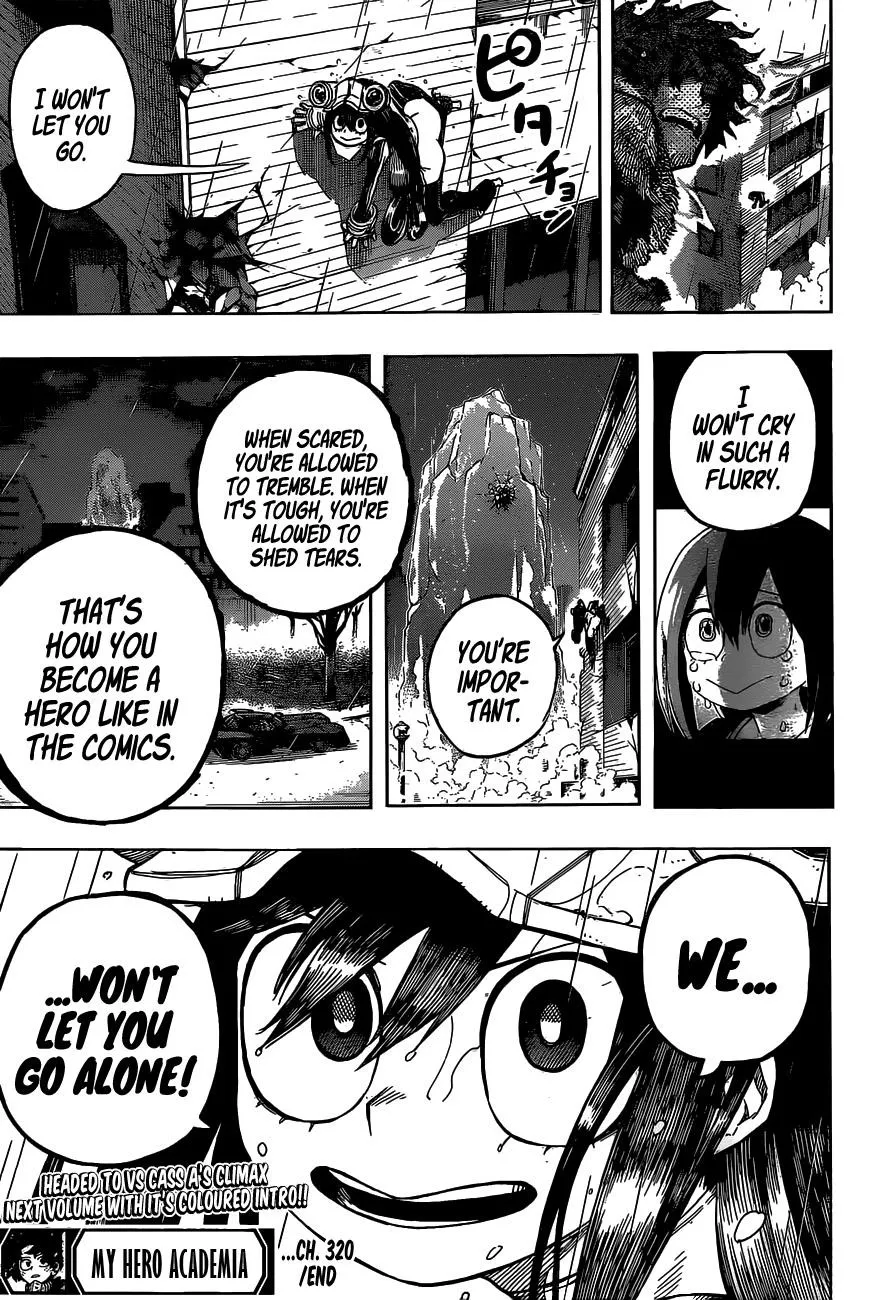 ピタチョン
I WON'T
LET YOU
GO.
I
WON'T CRY
IN SUCH A
FLURRY.
YOU'RE
IMPOR-
TANT.
WHEN SCARED,
YOU'RE ALLOWED
TO TREMBLE. WHEN
IT'S TOUGH, YOU'RE
ALLOWED TO
SHED TEARS.
THAT'S
HOW YOU
BECOME A
HERO LIKE IN
THE COMICS.
WE...
...WON'T
LET YOU
GO ALONE!
HEADED TO VS CASS A'S CLIMAX
NEXT VOLUME WITH IT'S COLOURED INTRO!!
MY HERO ACADEMIA
...CH. 320
/END